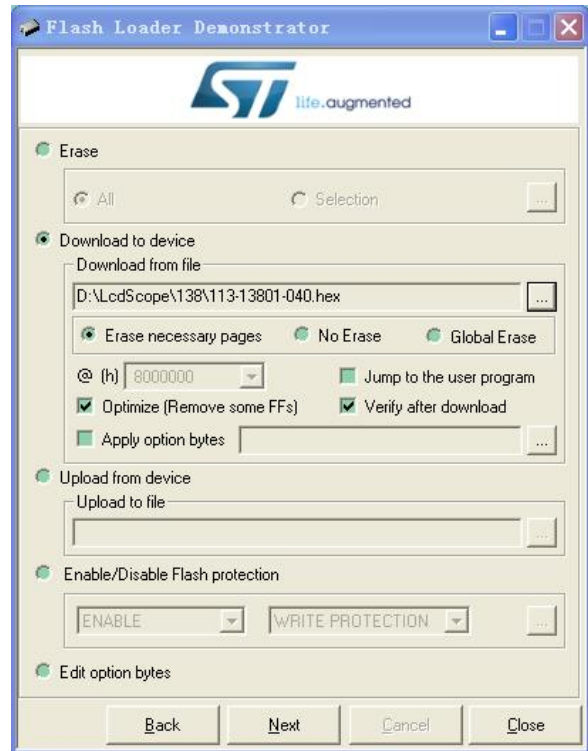 Flash Loader Demonstrator
ST life.augmented
Erase
All Selection ...
Download to device
Download from file
D:\LcdScope\138\113-13801-040.hex ...
Erase necessary pages No Erase Global Erase
@ (h) 8000000 Jump to the user program
Optimize (Remove some FFs) Verify after download
Apply option bytes ...
Upload from device
Upload to file
...
Enable/Disable Flash protection
ENABLE WRITE PROTECTION ...
Edit option bytes
Back Next Cancel Close